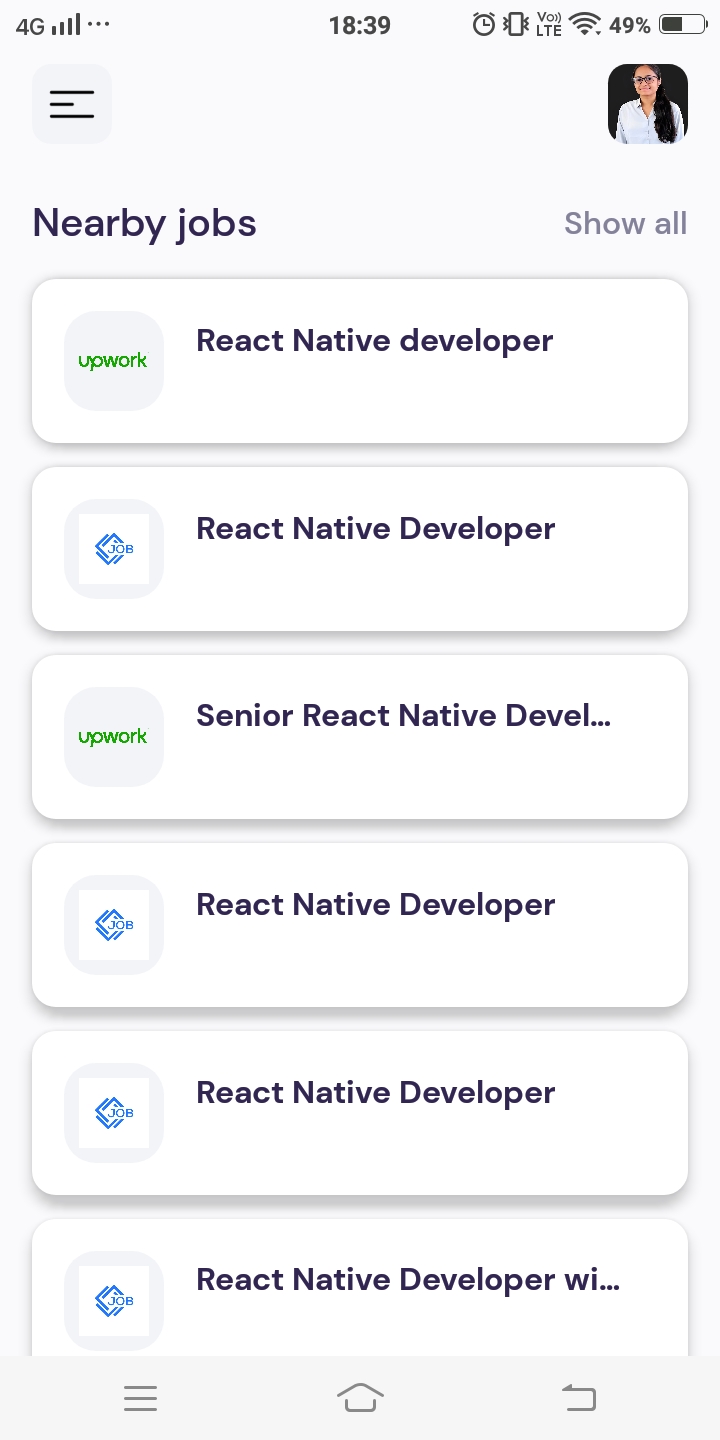 4G 18:39 Vo)) LTE 49%
Nearby jobs Show all
upwork React Native developer
JOB React Native Developer
upwork Senior React Native Devel...
JOB React Native Developer
JOB React Native Developer
JOB React Native Developer wi...